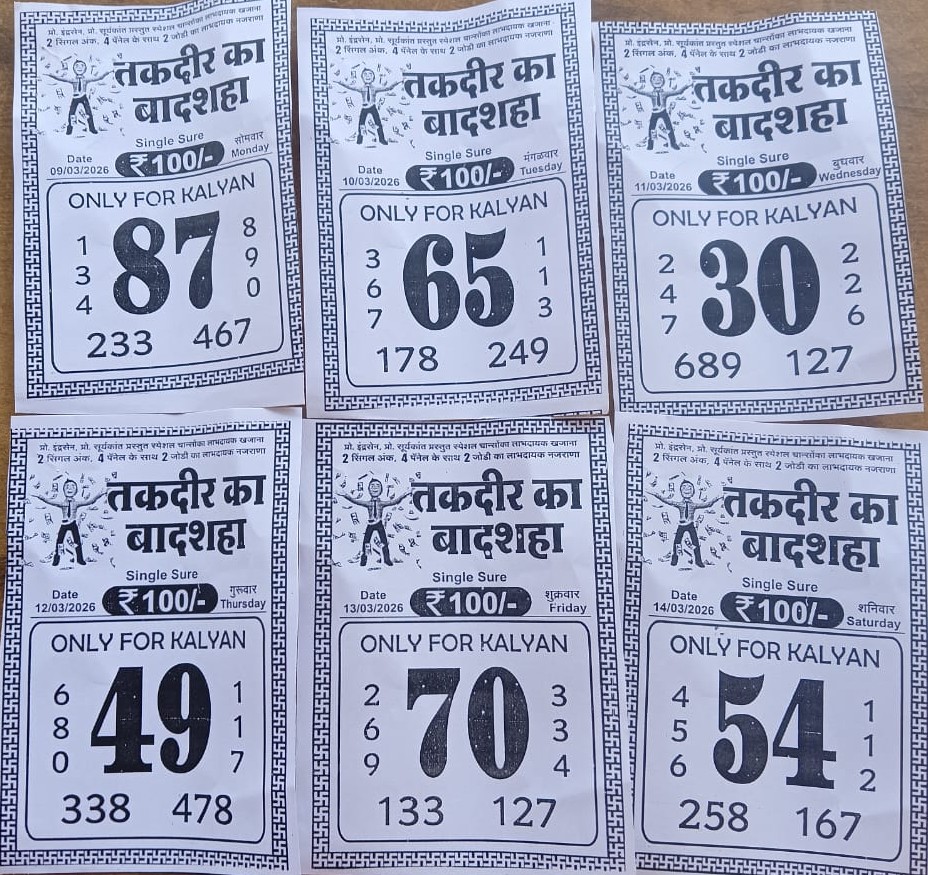 प्रो. इंद्रसेन, प्रो. सूर्यकांत प्रस्तुत स्पेशल चान्सेका लाभदायक खजाना
2 सिंगल अंक, 4 पॅनेल के साथ 2 जोडी का लाभदायक नजराणा
तकदीर का
बादशहा
Single Sure
Date
09/03/2026
₹100/-
सोमवार
Monday
ONLY FOR KALYAN
1
3
4
87
8
9
0
233 467
प्रो. इंद्रसेन, प्रो. सूर्यकांत प्रस्तुत स्पेशल चान्सेका लाभदायक खजाना
2 सिंगल अंक, 4 पॅनेल के साथ 2 जोडी का लाभदायक नजराणा
तकदीर का
बादशहा
Single Sure
Date
10/03/2026
₹100/-
मंगळवार
Tuesday
ONLY FOR KALYAN
3
6
7
65
1
1
3
178 249
प्रो. इंद्रसेन, प्रो. सूर्यकांत प्रस्तुत स्पेशल चान्सेका लाभदायक खजाना
2 सिंगल अंक, 4 पॅनेल के साथ 2 जोडी का लाभदायक नजराणा
तकदीर का
बादशहा
Single Sure
Date
11/03/2026
₹100/-
बुधवार
Wednesday
ONLY FOR KALYAN
2
4
7
30
2
2
6
689 127
प्रो. इंद्रसेन, प्रो. सूर्यकांत प्रस्तुत स्पेशल चान्सेका लाभदायक खजाना
2 सिंगल अंक, 4 पॅनेल के साथ 2 जोडी का लाभदायक नजराणा
तकदीर का
बादशहा
Single Sure
Date
12/03/2026
₹100/-
गुरूवार
Thursday
ONLY FOR KALYAN
6
8
0
49
1
1
7
338 478
प्रो. इंद्रसेन, प्रो. सूर्यकांत प्रस्तुत स्पेशल चान्सेका लाभदायक खजाना
2 सिंगल अंक, 4 पॅनेल के साथ 2 जोडी का लाभदायक नजराणा
तकदीर का
बादशहा
Single Sure
Date
13/03/2026
₹100/-
शुक्रवार
Friday
ONLY FOR KALYAN
2
6
9
70
3
3
4
133 127
प्रो. इंद्रसेन, प्रो. सूर्यकांत प्रस्तुत स्पेशल चान्सेका लाभदायक खजाना
2 सिंगल अंक, 4 पॅनेल के साथ 2 जोडी का लाभदायक नजराणा
तकदीर का
बादशहा
Single Sure
Date
14/03/2026
₹100/-
शनिवार
Saturday
ONLY FOR KALYAN
4
5
6
54
1
1
2
258 167